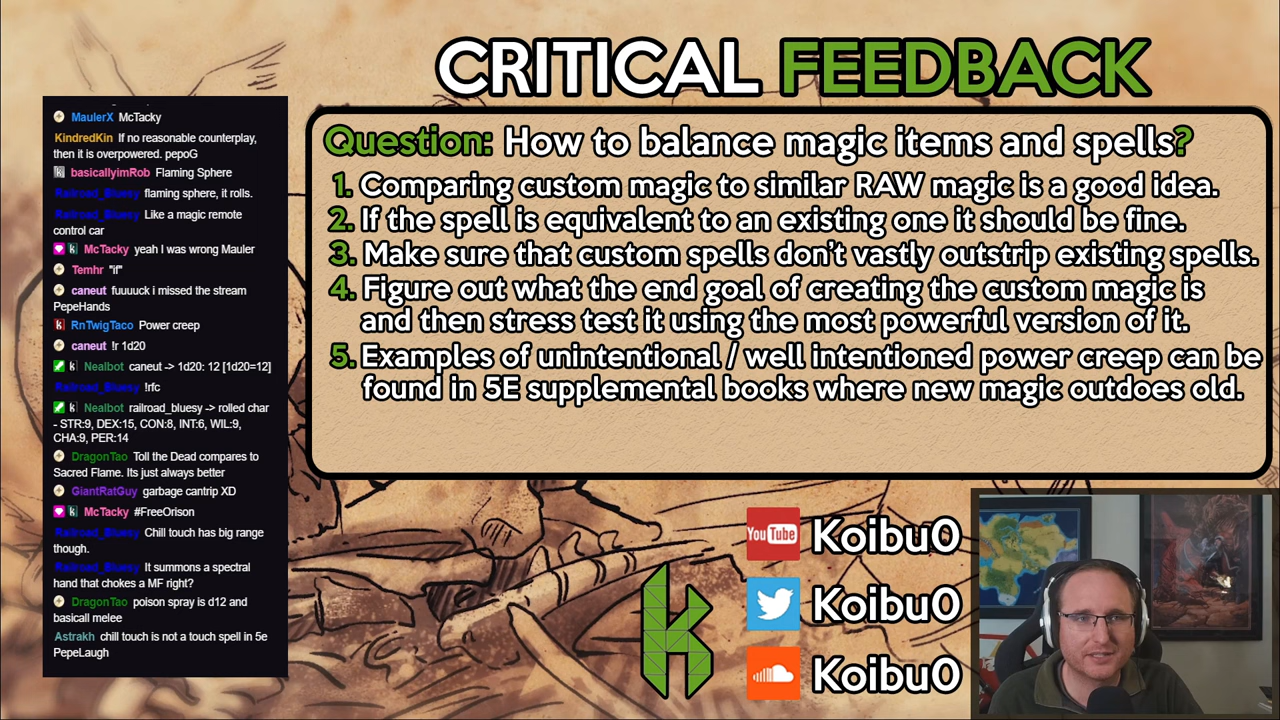 CRITICAL FEEDBACK
MaulerX McTacky
KindredKin If no reasonable counterplay,
then it is overpowered. pepoG
basicallyimRob Flaming Sphere
Railroad_Bluesy flaming sphere, it rolls.
Railroad_Bluesy Like a magic remote
control car
McTacky yeah I was wrong Mauler
Temhr "if"
caneut fuuuuck i missed the stream
PepeHands
RnTwigTaco Power creep
caneut !r 1d20
Nealbot caneut -> 1d20: 12 [1d20=12]
Railroad_Bluesy !rfc
Nealbot railroad_bluesy -> rolled char
- STR:9, DEX:15, CON:8, INT:6, WIL:9,
CHA:9, PER:14
DragonTao Toll the Dead compares to
Sacred Flame. Its just always better
GiantRatGuy garbage cantrip XD
McTacky #FreeOrison
Railroad_Bluesy Chill touch has big range
though.
Railroad_Bluesy It summons a spectral
hand that chokes a MF right?
DragonTao poison spray is d12 and
basicall melee
Astrakh chill touch is not a touch spell in 5e
PepeLaugh
Question: How to balance magic items and spells?
1. Comparing custom magic to similar RAW magic is a good idea.
2. If the spell is equivalent to an existing one it should be fine.
3. Make sure that custom spells don't vastly outstrip existing spells.
4. Figure out what the end goal of creating the custom magic is
and then stress test it using the most powerful version of it.
5. Examples of unintentional / well intentioned power creep can be
found in 5E supplemental books where new magic outdoes old.
YouTube Koibu0
Koibu0
Koibu0